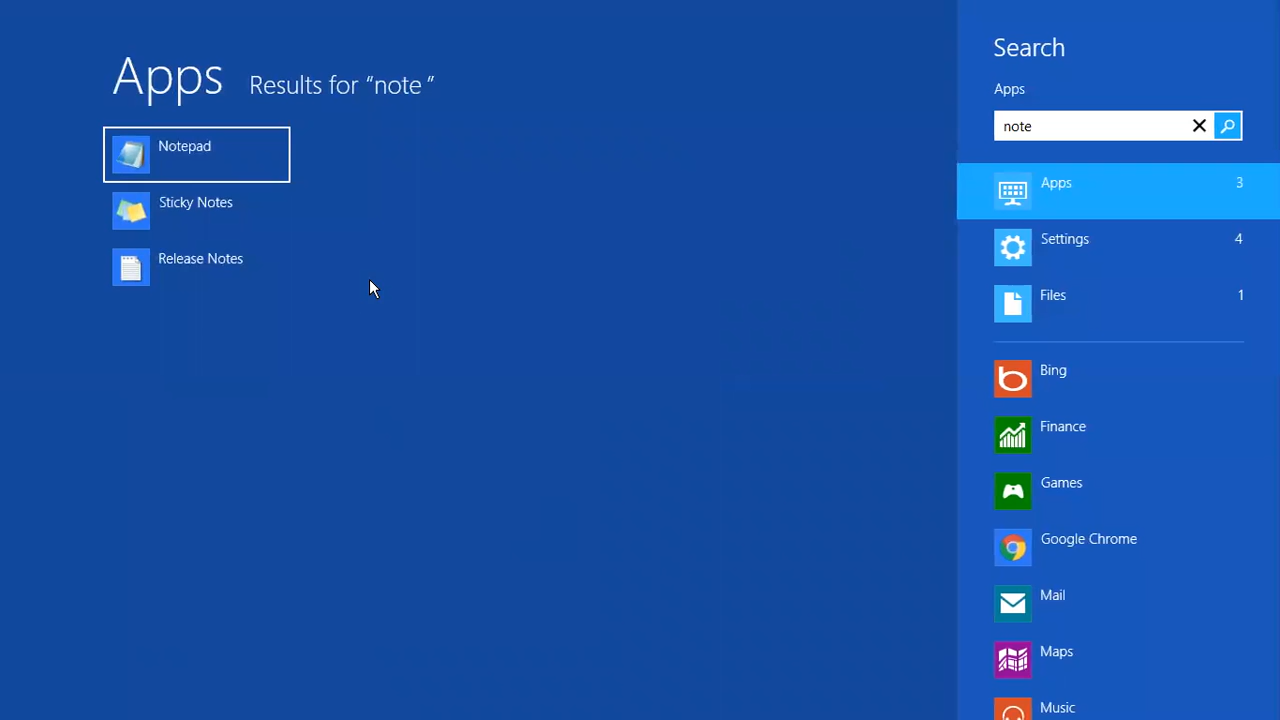 Apps Results for “note ”
Notepad
Sticky Notes
Release Notes
Search
Apps
note
Apps 3
Settings 4
Files 1
Bing
Finance
Games
Google Chrome
Mail
Maps
Music